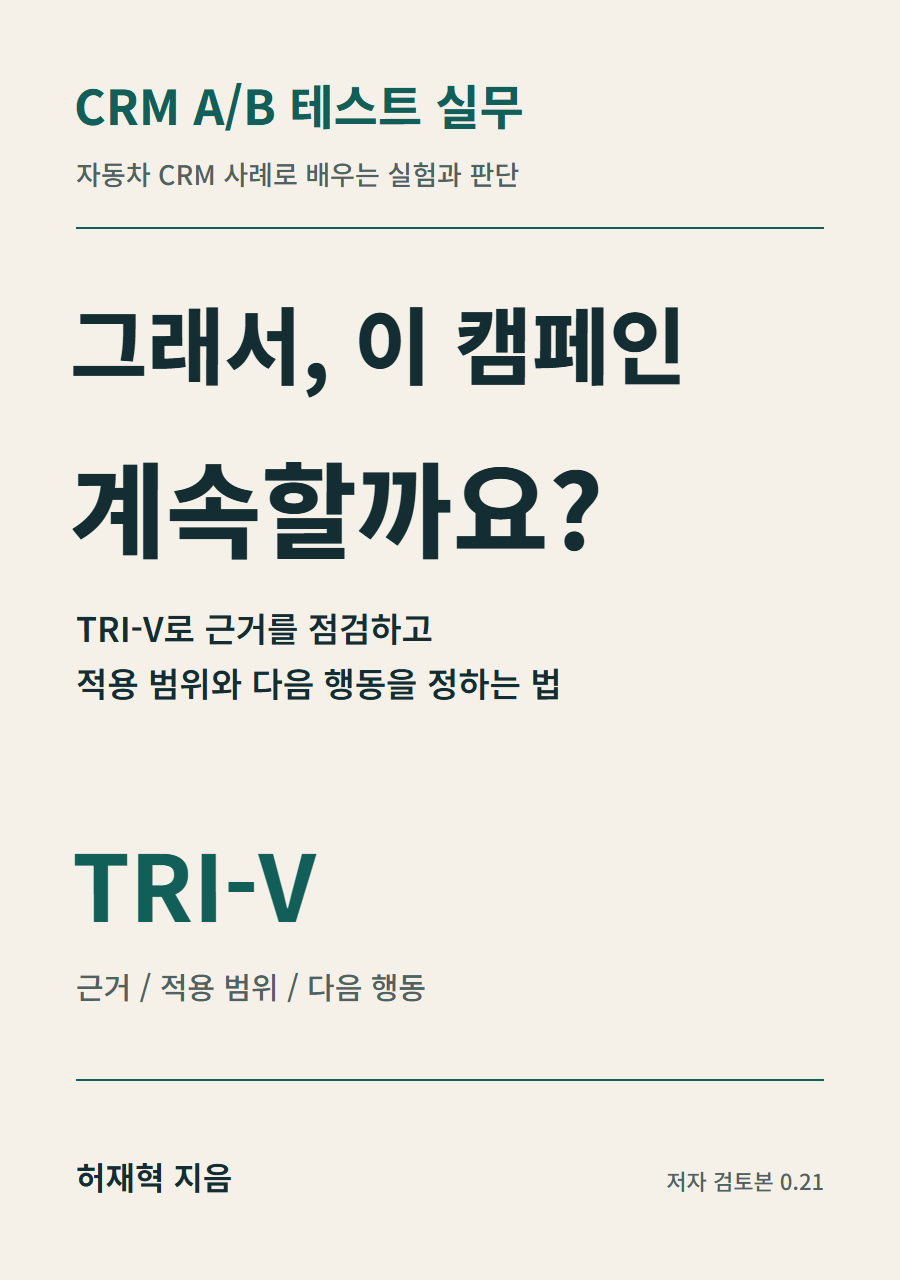 CRM A/B 테스트 실무
자동차 CRM 사례로 배우는 실험과 판단
그래서, 이 캠페인
계속할까요?
TRI-V로 근거를 점검하고
적용 범위와 다음 행동을 정하는 법
TRI-V
근거 / 적용 범위 / 다음 행동
허재혁 지음
저자 검토본 0.21